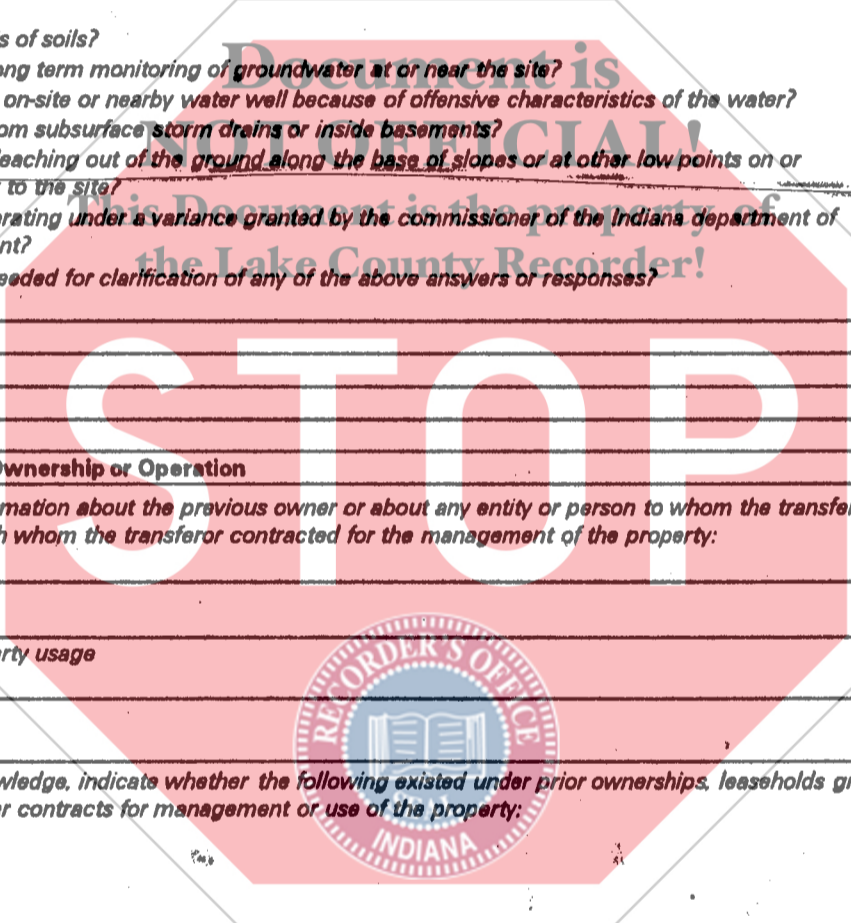 s of soils?
Document is
ong term monitoring of groundwater at or near the site?
on-site or nearby water well because of offensive characteristics of the water?
om subsurface storm drains or inside basements?
NOT OFFICIAL!
leaching out of the ground along the base of slopes or at other low points on or
to the site?
This Document is the property of
erating under a variance granted by the commissioner of the Indiana department of
nt?
the Lake County Recorder!
eeded for clarification of any of the above answers or responses?
STOP
Ownership or Operation
mation about the previous owner or about any entity or person to whom the transfe
h whom the transferor contracted for the management of the property:
RECORDER'S OFFICE
erty usage
wledge, indicate whether the following existed under prior ownerships, leaseholds gr
r contracts for management or use of the property:
INDIANA